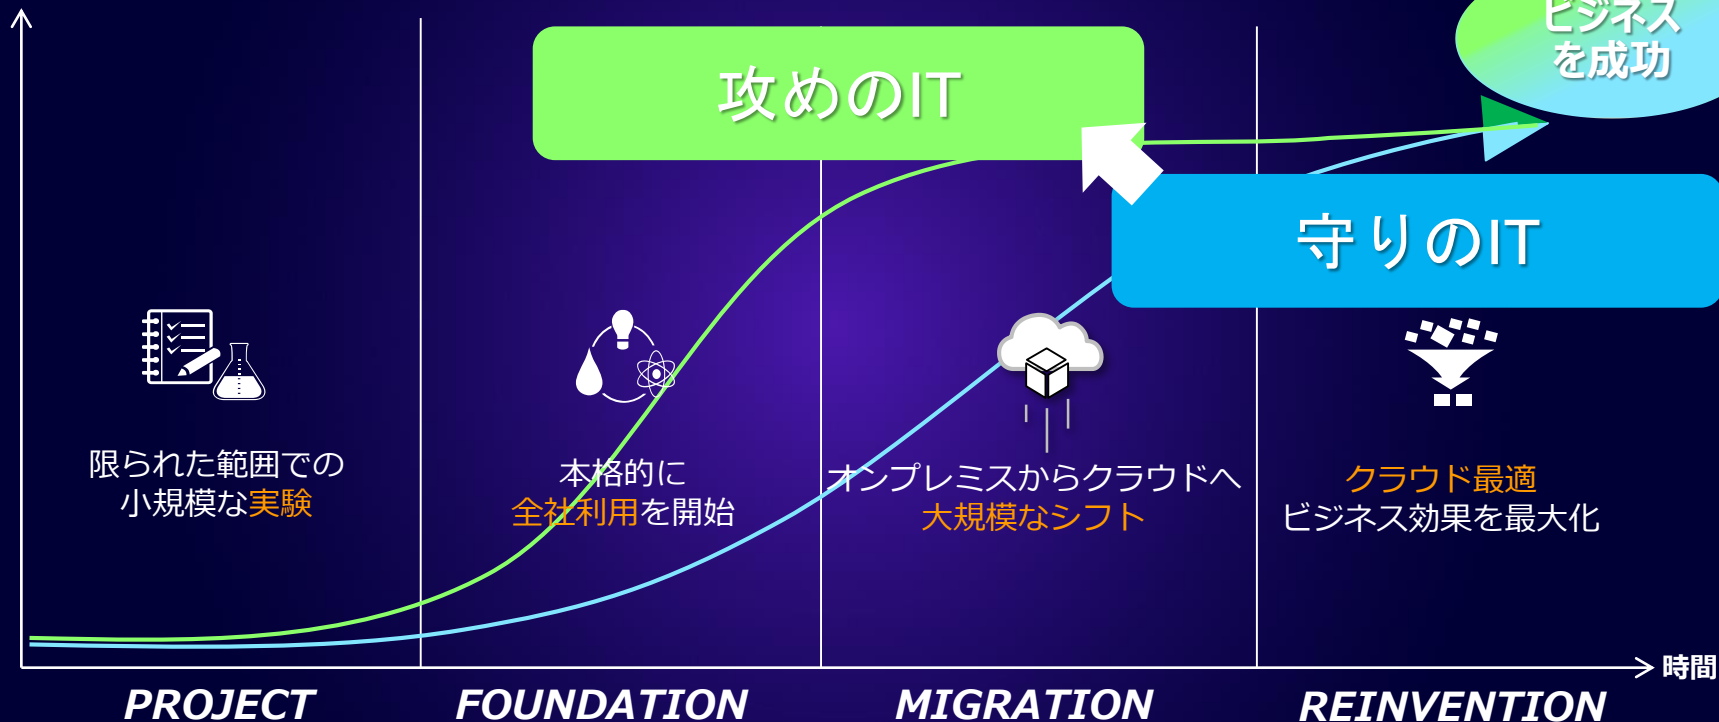 ビジネス
を成功
攻めのIT
守りのIT
限られた範囲での
小規模な実験
本格的に
全社利用を開始
オンプレミスからクラウドへ
大規模なシフト
クラウド最適
ビジネス効果を最大化
時間
PROJECT
FOUNDATION
MIGRATION
REINVENTION